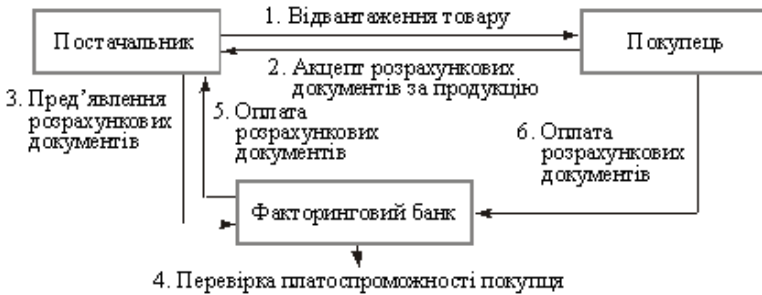 1. Відвантаження товару
Постачальник
Покупець
2. Акцепт розрахункових
документів за продукцію
3. Пред’явлення
розрахункових
документів
5. Оплата
розрахункових
документів
6. Оплата
розрахункових
документів
Факторинговий банк
4. Перевірка платоспроможності покупця